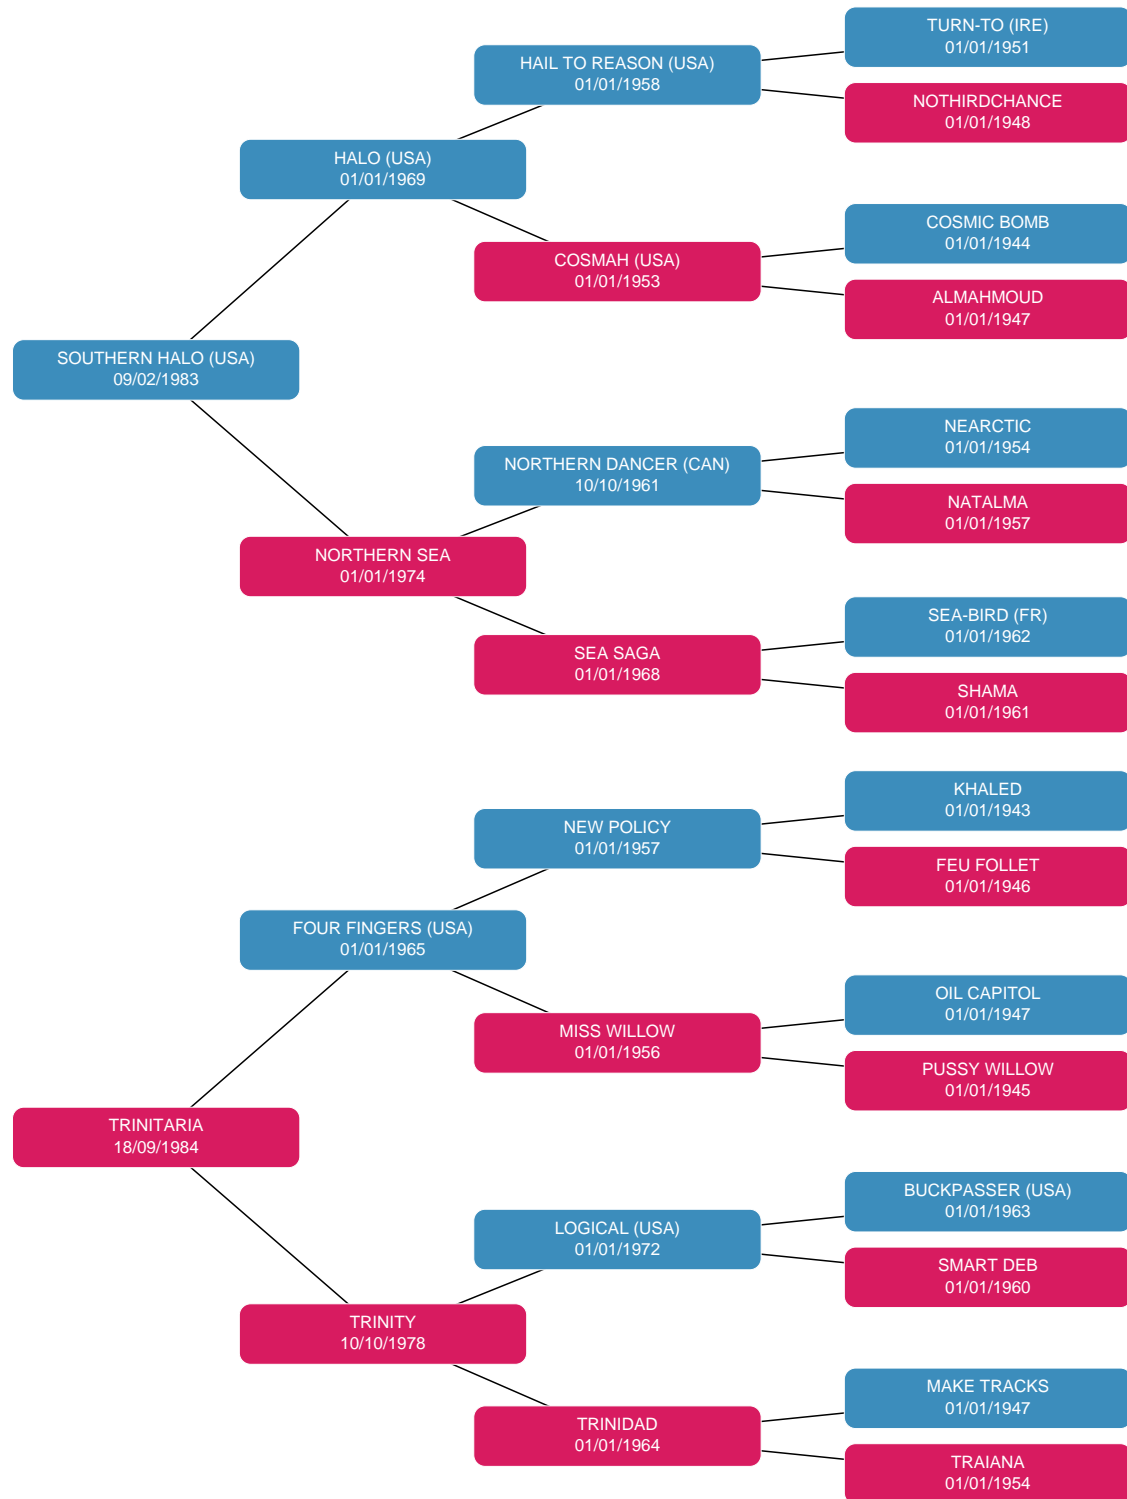 TURN-TO (IRE)
01/01/1951
HAIL TO REASON (USA)
01/01/1958
NOTHIRDCHANCE
01/01/1948
HALO (USA)
01/01/1969
COSMIC BOMB
01/01/1944
COSMAH (USA)
01/01/1953
ALMAHMOUD
01/01/1947
SOUTHERN HALO (USA)
09/02/1983
NEARCTIC
01/01/1954
NORTHERN DANCER (CAN)
10/10/1961
NATALMA
01/01/1957
NORTHERN SEA
01/01/1974
SEA-BIRD (FR)
01/01/1962
SEA SAGA
01/01/1968
SHAMA
01/01/1961
KHALED
01/01/1943
NEW POLICY
01/01/1957
FEU FOLLET
01/01/1946
FOUR FINGERS (USA)
01/01/1965
OIL CAPITOL
01/01/1947
MISS WILLOW
01/01/1956
PUSSY WILLOW
01/01/1945
TRINITARIA
18/09/1984
BUCKPASSER (USA)
01/01/1963
LOGICAL (USA)
01/01/1972
SMART DEB
01/01/1960
TRINITY
10/10/1978
MAKE TRACKS
01/01/1947
TRINIDAD
01/01/1964
TRAIANA
01/01/1954